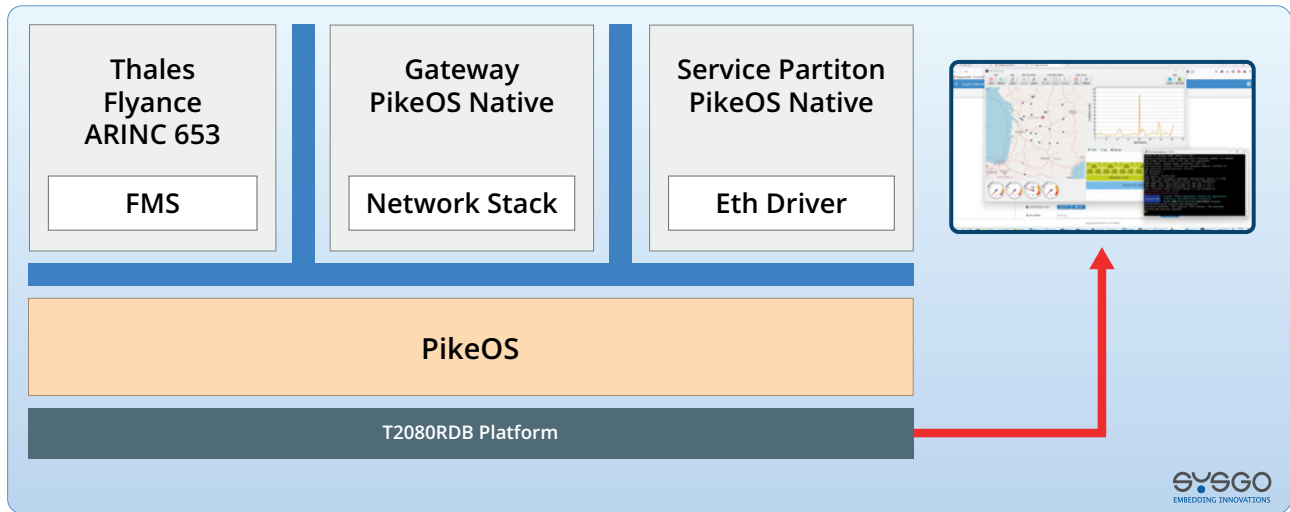 Thales
Flyance
ARINC 653
FMS
Gateway
PikeOS Native
Network Stack
Service Partiton
PikeOS Native
Eth Driver
PikeOS
T2080RDB Platform
SYSGO
EMBEDDING INNOVATIONS